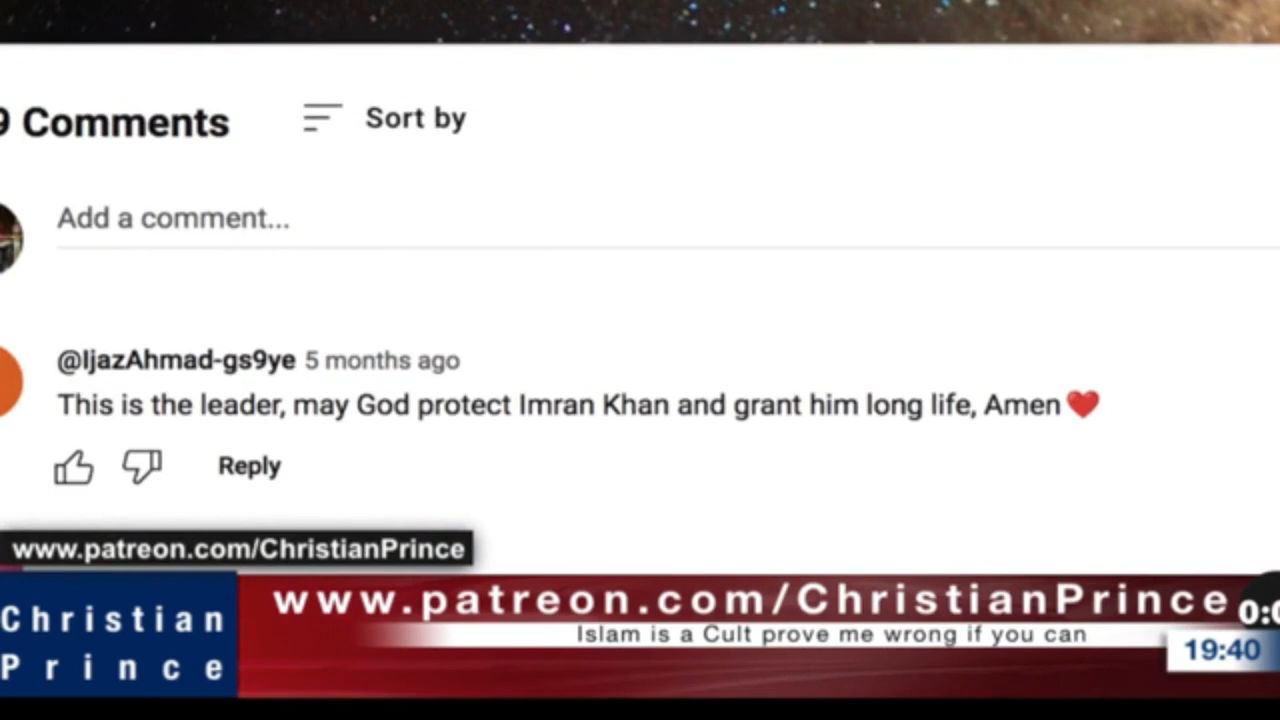 9 Comments
Sort by
Add a comment...
@IjazAhmad-gs9ye 5 months ago
This is the leader, may God protect Imran Khan and grant him long life, Amen❤️
Reply
www.patreon.com/ChristianPrince
Christian
Prince
www.patreon.com/ChristianPrince
Islam is a Cult prove me wrong if you can
19:40